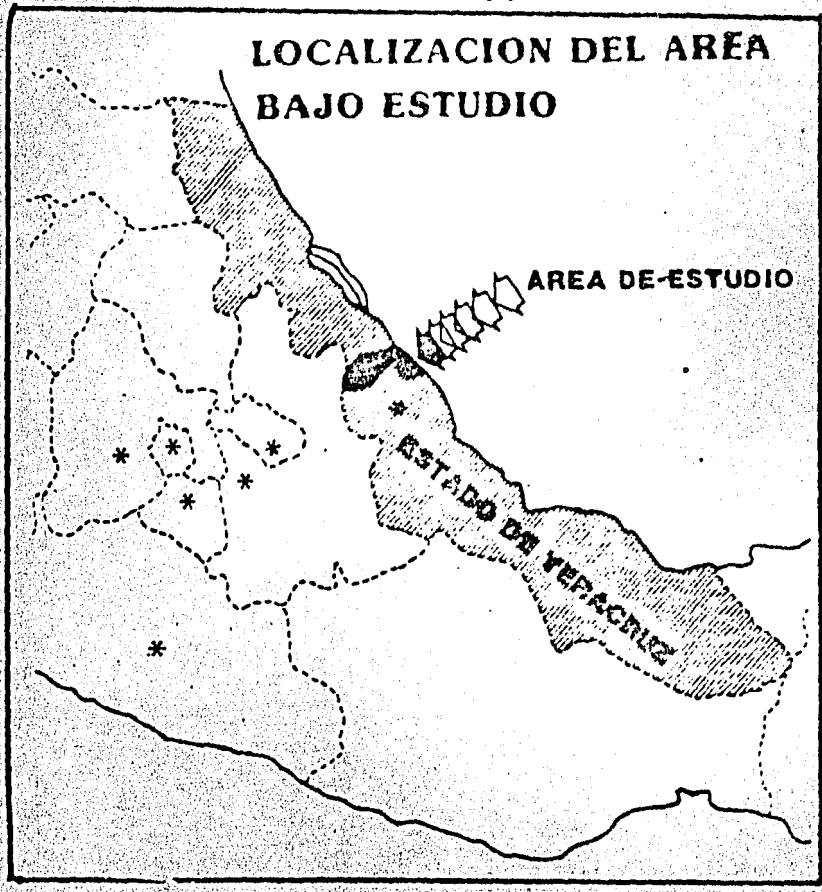 LOCALIZACION DEL AREA
BAJO ESTUDIO
AREA DE-ESTUDIO
ESTADO DE VERACRUZ